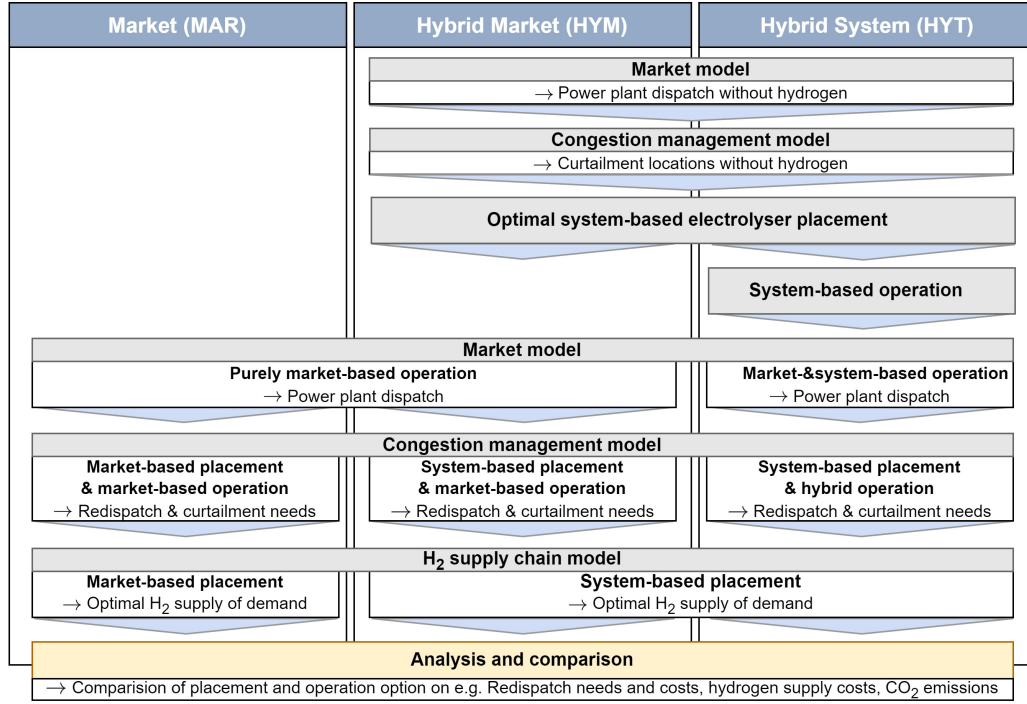 Market (MAR)
Hybrid Market (HYM)
Hybrid System (HYT)
Market model
→ Power plant dispatch without hydrogen
Congestion management model
→ Curtailment locations without hydrogen
Optimal system-based electrolyser placement
System-based operation
Market model
Purely market-based operation
→ Power plant dispatch
Market-&system-based operation
→ Power plant dispatch
Congestion management model
Market-based placement
& market-based operation
→ Redispatch & curtailment needs
System-based placement
& market-based operation
→ Redispatch & curtailment needs
System-based placement
& hybrid operation
→ Redispatch & curtailment needs
H₂ supply chain model
Market-based placement
→ Optimal H₂ supply of demand
System-based placement
→ Optimal H₂ supply of demand
Analysis and comparison
→ Comparision of placement and operation option on e.g. Redispatch needs and costs, hydrogen supply costs, CO₂ emissions